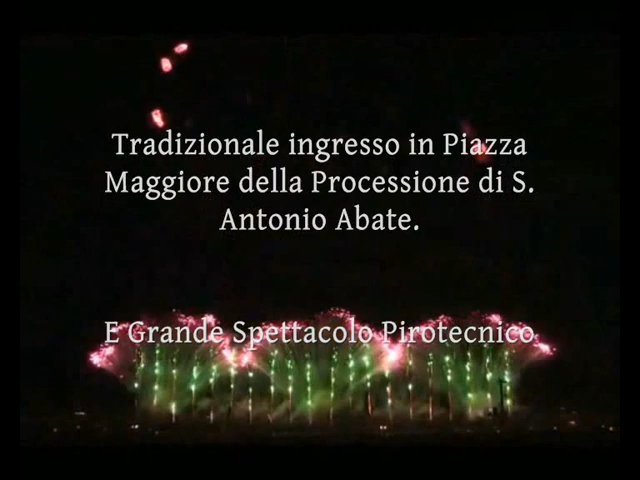 Tradizionale ingresso in Piazza
Maggiore della Processione di S.
Antonio Abate.
E Grande Spettacolo Pirotecnico